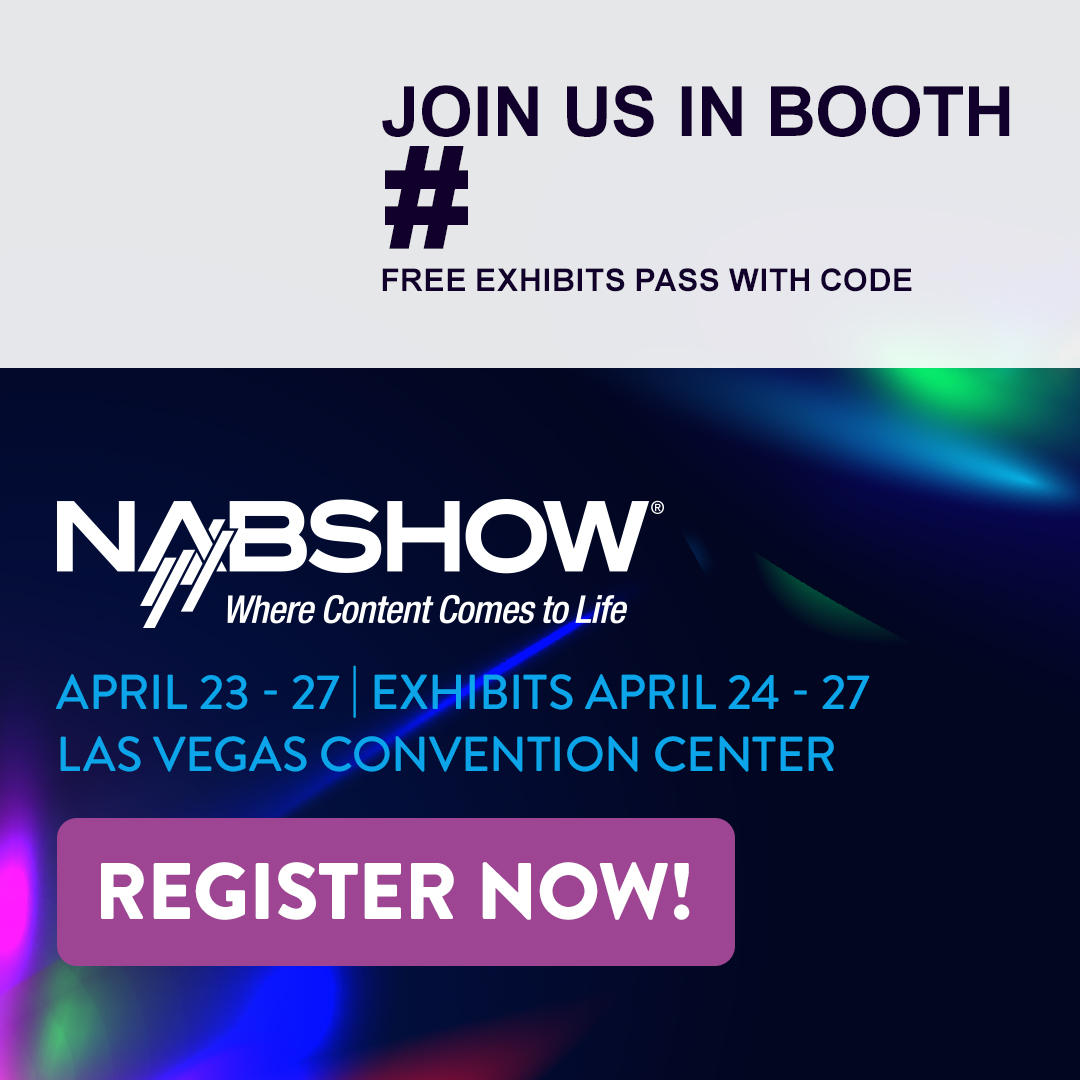 JOIN US IN BOOTH
#
FREE EXHIBITS PASS WITH CODE
NABSHOW®
Where Content Comes to Life
APRIL 23 - 27 | EXHIBITS APRIL 24 - 27
LAS VEGAS CONVENTION CENTER
REGISTER NOW!